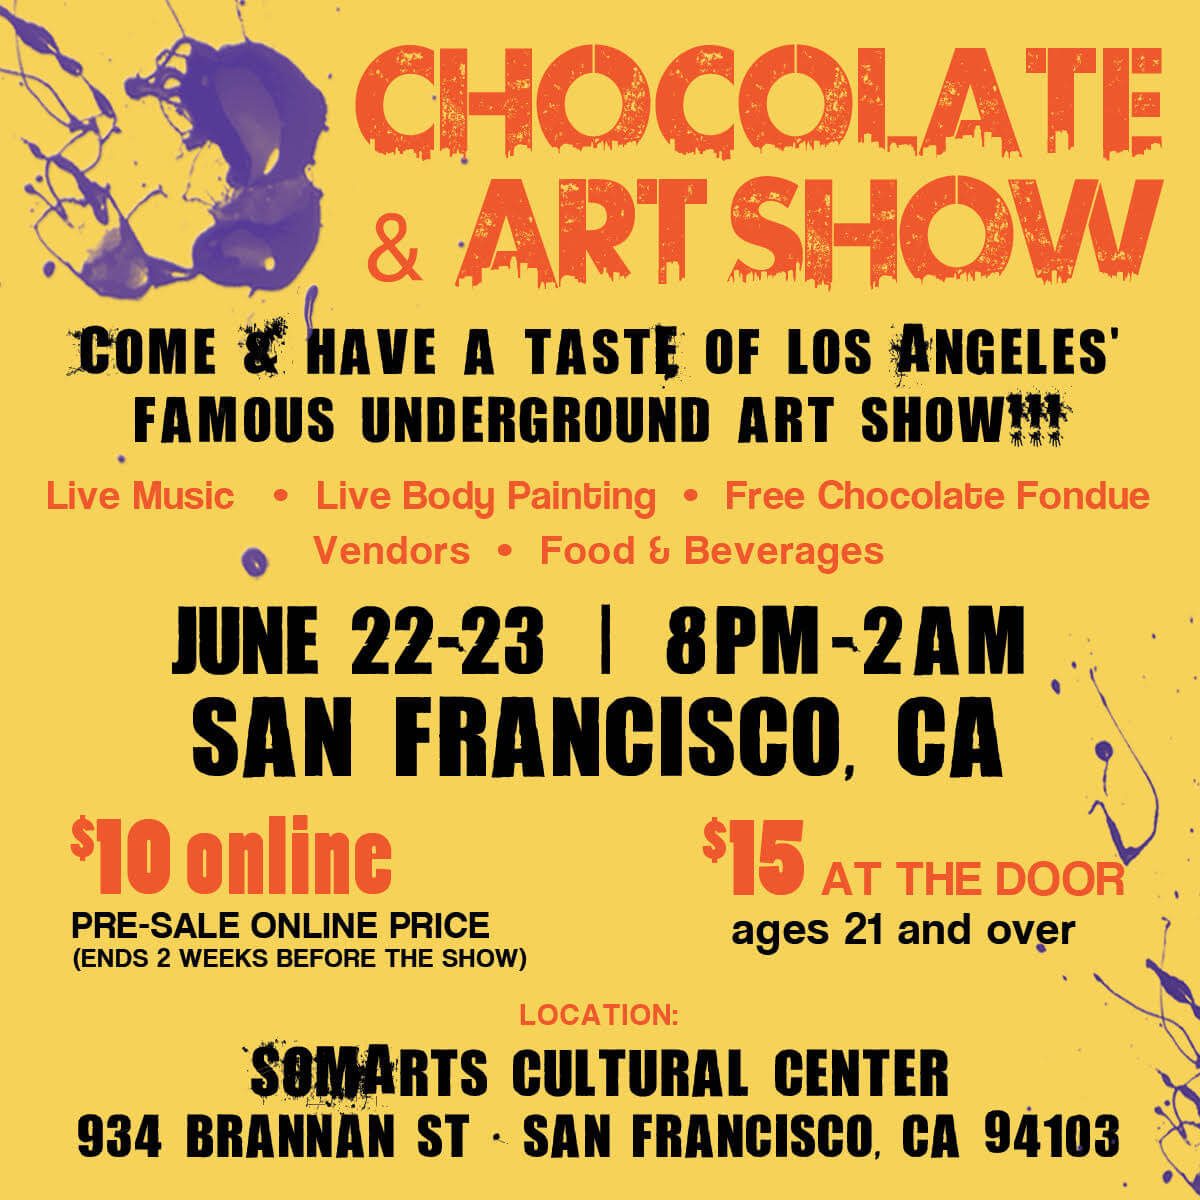 CHOCOLATE
& ART SHOW
COME & HAVE A TASTE OF LOS ANGELES'
FAMOUS UNDERGROUND ART SHOW!!!
Live Music • Live Body Painting • Free Chocolate Fondue
Vendors • Food & Beverages
JUNE 22-23 | 8PM-2AM
SAN FRANCISCO, CA
$10 online
$15 AT THE DOOR
PRE-SALE ONLINE PRICE
ages 21 and over
(ENDS 2 WEEKS BEFORE THE SHOW)
LOCATION:
SOMARTS CULTURAL CENTER
934 BRANNAN ST · SAN FRANCISCO, CA 94103